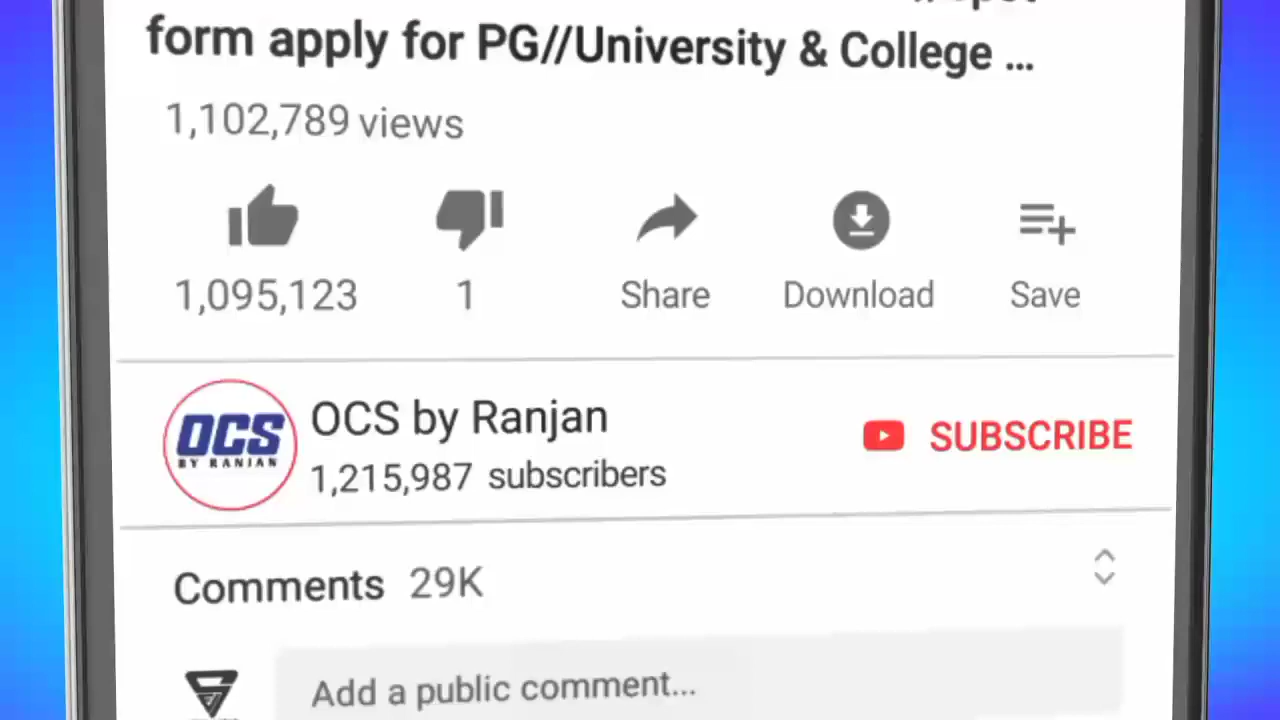 form apply for PG//University & College ...
1,102,789 views
1,095,123
1
Share
Download
Save
OCS
BY RANJAN
OCS by Ranjan
1,215,987 subscribers
SUBSCRIBE
Comments 29K
Add a public comment...